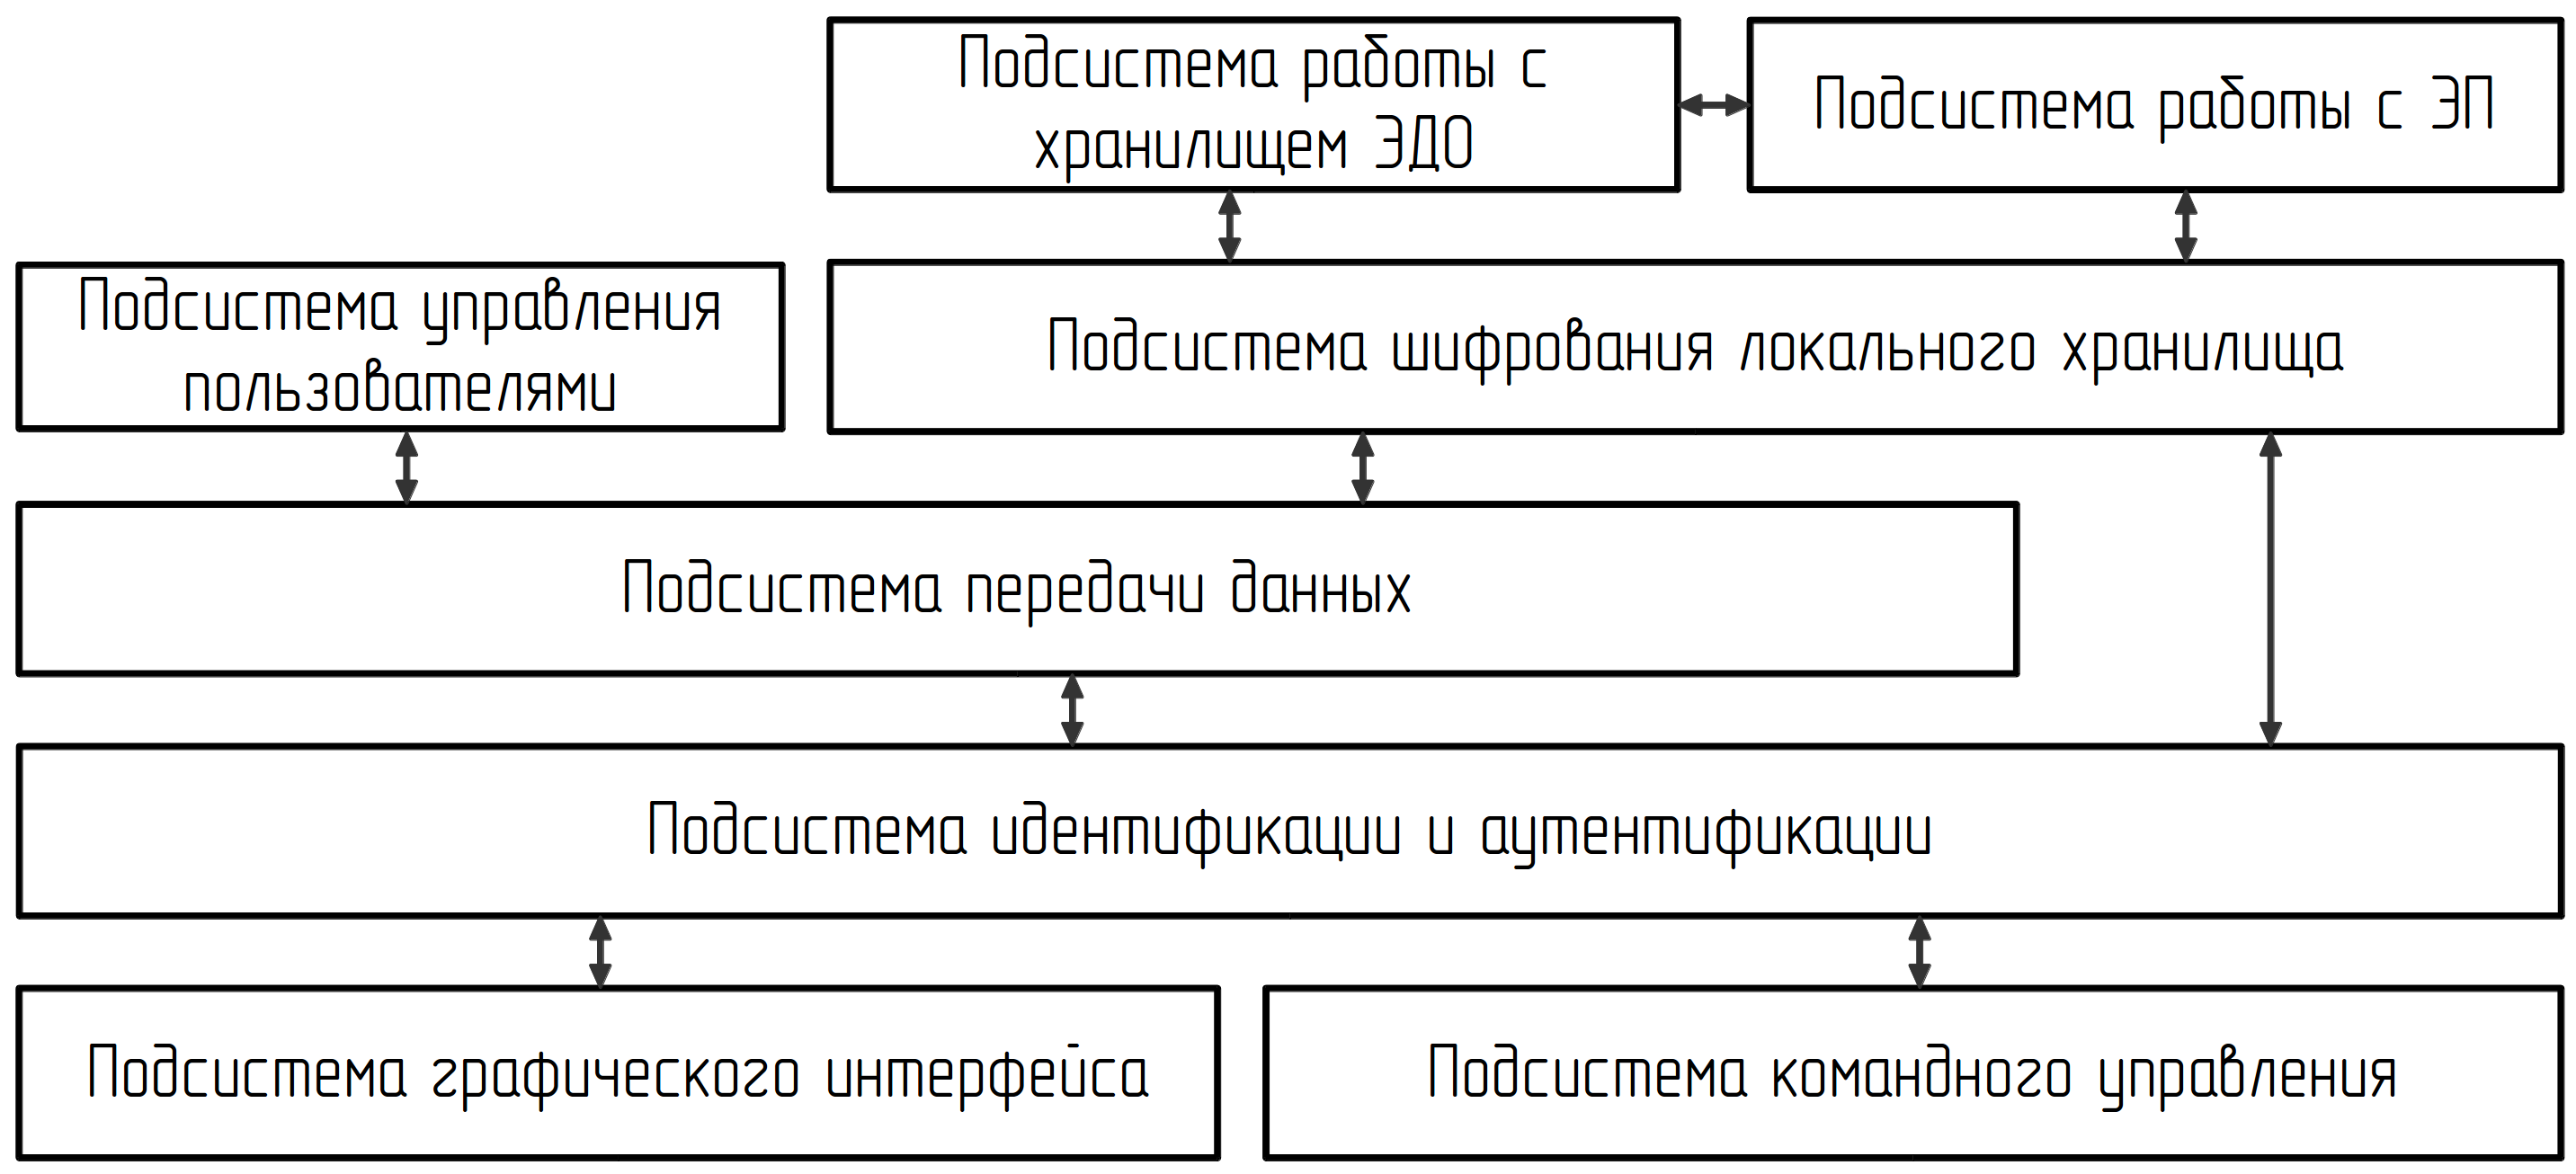 Подсистема работы с
хранилищем ЭДО
Подсистема работы с ЭП
Подсистема управления
пользователями
Подсистема шифрования локального хранилища
Подсистема передачи данных
Подсистема идентификации и аутентификации
Подсистема графического интерфейса
Подсистема командного управления